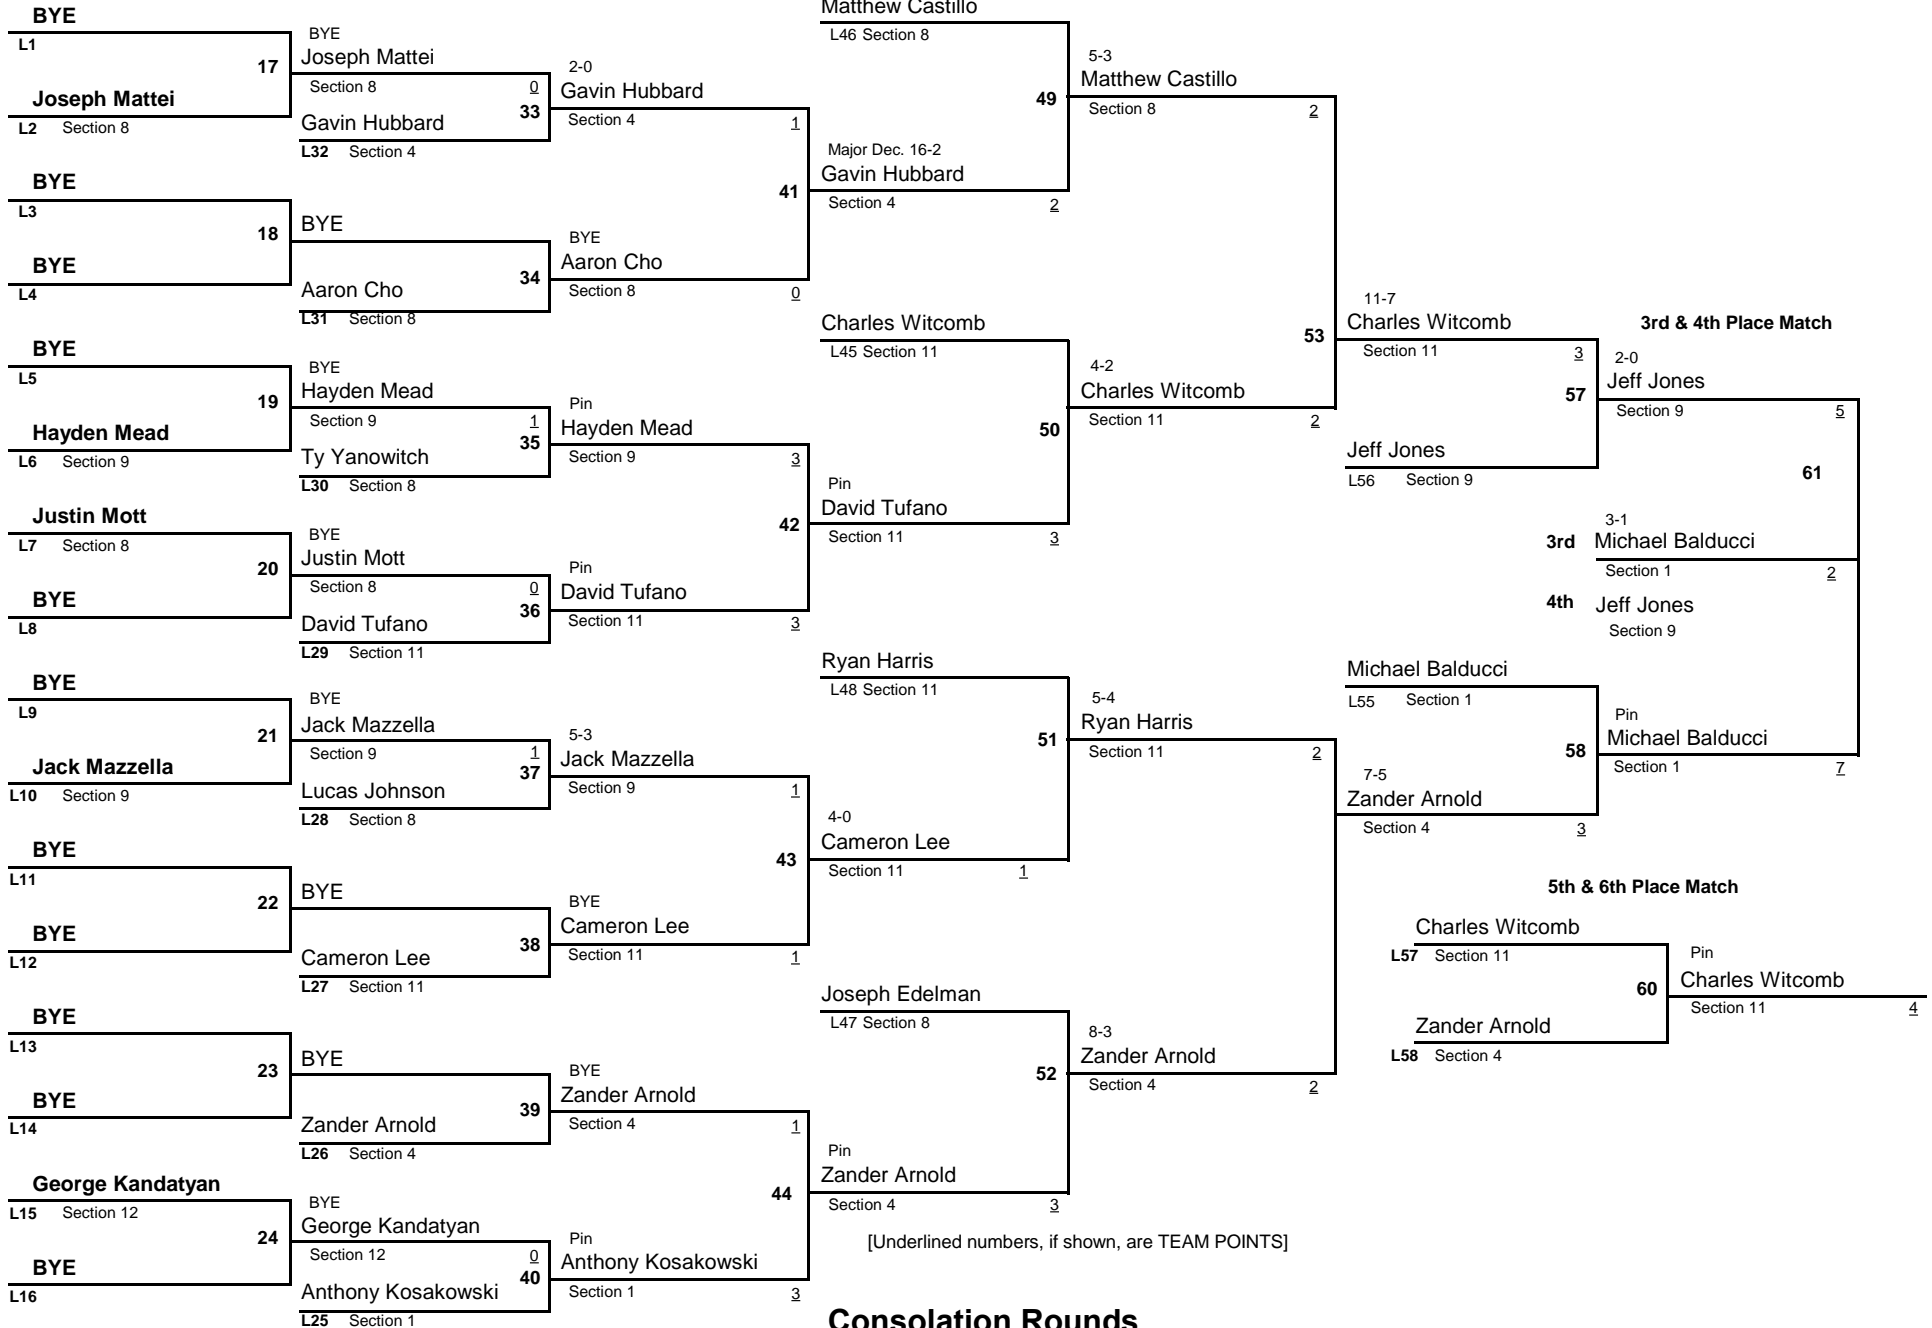 BYE
L1
17
Joseph Mattei
L2 Section 8
BYE
L3
18
BYE
L4
BYE
L5
19
Hayden Mead
L6 Section 9
Justin Mott
L7 Section 8
20
BYE
L8
BYE
L9
21
Jack Mazzella
L10 Section 9
BYE
L11
22
BYE
L12
BYE
L13
23
BYE
L14
George Kandatyan
L15 Section 12
24
BYE
L16
BYE
Joseph Mattei
Section 8 0
33
Gavin Hubbard
L32 Section 4
BYE
34
Aaron Cho
L31 Section 8
BYE
Hayden Mead
Section 9 1
35
Ty Yanowitch
L30 Section 8
BYE
Justin Mott
Section 8 0
36
David Tufano
L29 Section 11
BYE
Jack Mazzella
Section 9 1
37
Lucas Johnson
L28 Section 8
BYE
38
Cameron Lee
L27 Section 11
BYE
39
Zander Arnold
L26 Section 4
BYE
George Kandatyan
Section 12 0
40
Anthony Kosakowski
L25 Section 1
2-0
Gavin Hubbard
Section 4 1
41
BYE
Aaron Cho
Section 8 0
Pin
Hayden Mead
Section 9 3
42
Pin
David Tufano
Section 11 3
5-3
Jack Mazzella
Section 9 1
43
BYE
Cameron Lee
Section 11 1
BYE
Zander Arnold
Section 4 1
44
Pin
Anthony Kosakowski
Section 1 3
Matthew Castillo
L46 Section 8
49
Major Dec. 16-2
Gavin Hubbard
Section 4 2
Charles Witcomb
L45 Section 11
50
Pin
David Tufano
Section 11 3
Ryan Harris
L48 Section 11
51
4-0
Cameron Lee
Section 11 1
Joseph Edelman
L47 Section 8
52
Pin
Zander Arnold
Section 4 3
[Underlined numbers, if shown, are TEAM POINTS]
Consolation Rounds
5-3
Matthew Castillo
Section 8 2
53
4-2
Charles Witcomb
Section 11 2
5-4
Ryan Harris
Section 11 2
8-3
Zander Arnold
Section 4 2
11-7
Charles Witcomb
Section 11 3
57
Jeff Jones
L56 Section 9
Michael Balducci
L55 Section 1
58
7-5
Zander Arnold
Section 4 3
3rd & 4th Place Match
2-0
Jeff Jones
Section 9 5
61
3-1
3rd Michael Balducci
Section 1 2
4th Jeff Jones
Section 9
Pin
Michael Balducci
Section 1 7
5th & 6th Place Match
Charles Witcomb
L57 Section 11
60
Zander Arnold
L58 Section 4
Pin
Charles Witcomb
Section 11 4